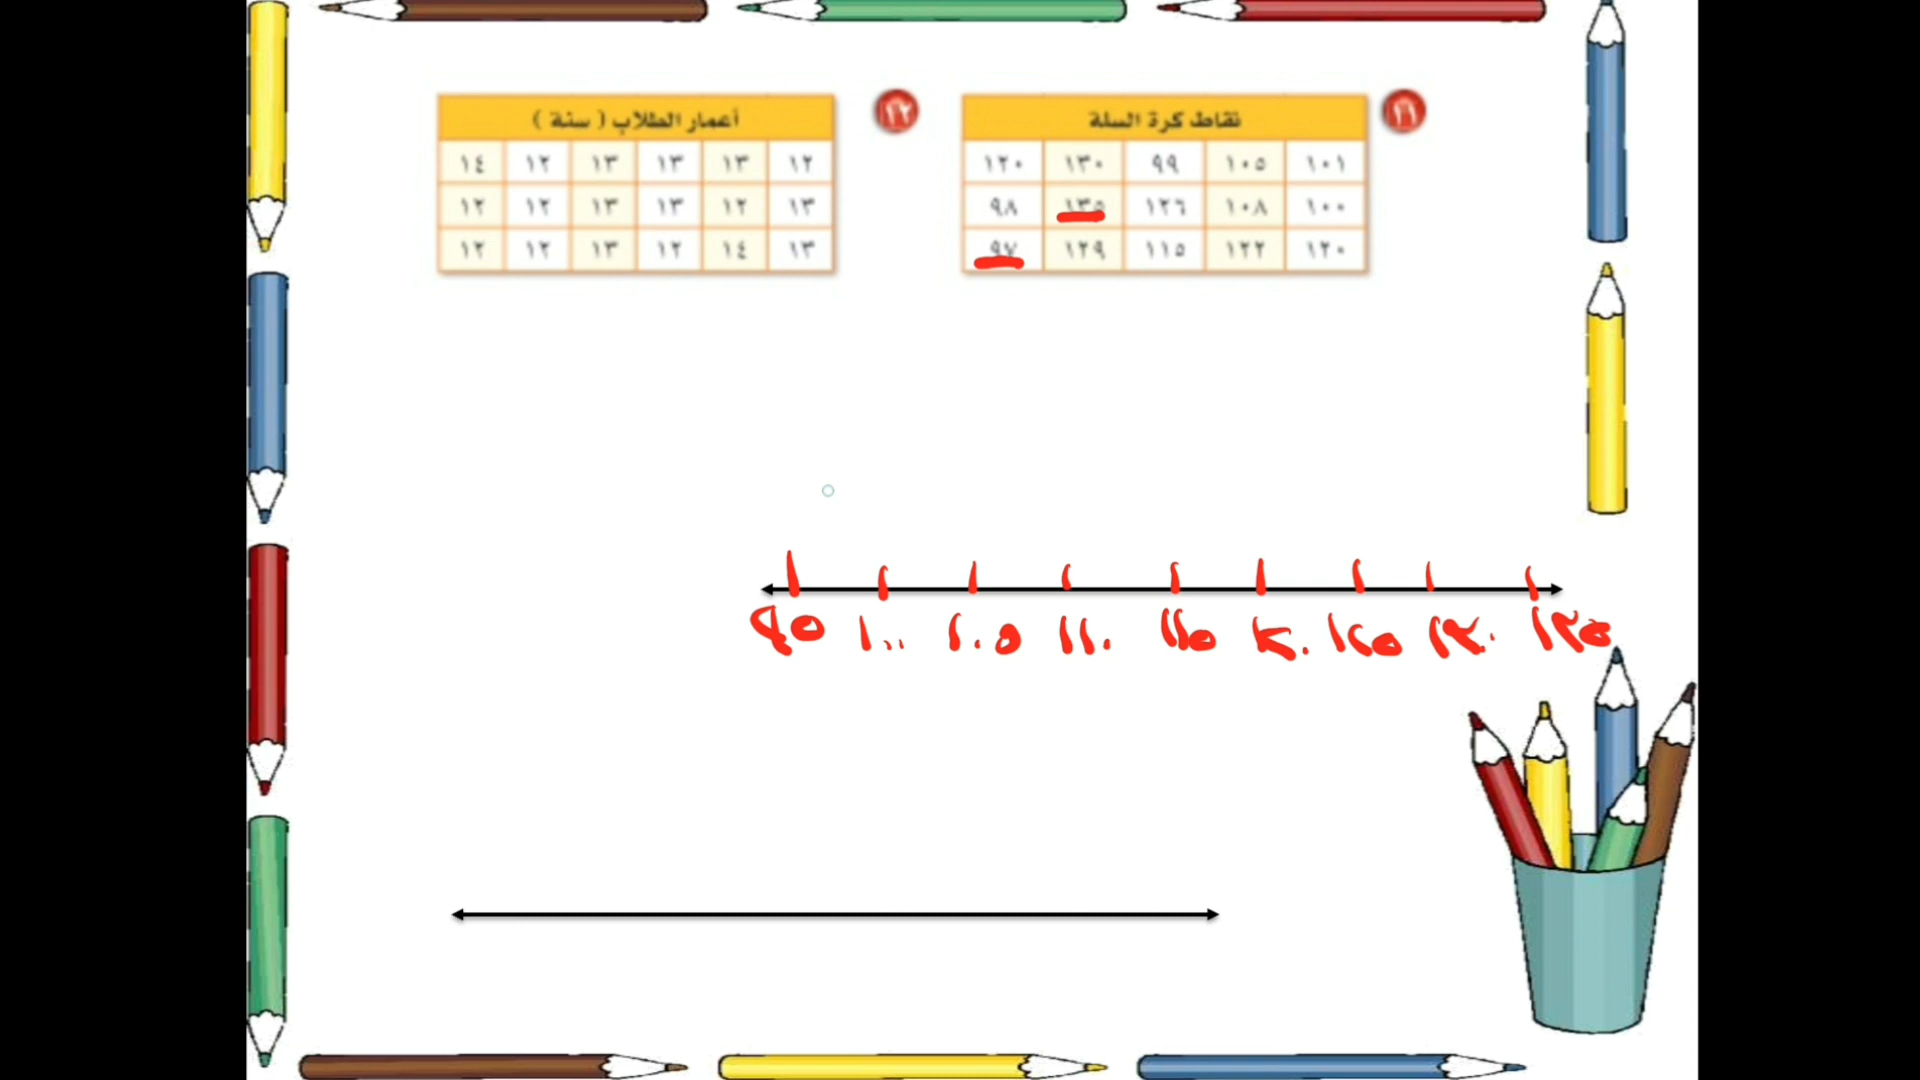 ١١
نقاط كرة السلة
١٠١ ١٠٥ ٩٩ ١٣٠ ١٢٠
١٠٠ ١٠٨ ١٢٦ ١٣٥ ٩٨
١٢٠ ١٢٢ ١١٥ ١٢٩ ٩٧
١٢
أعمار الطلاب ( سنة )
١٢ ١٣ ١٣ ١٣ ١٢ ١٤
١٣ ١٢ ١٣ ١٣ ١٢ ١٢
١٣ ١٤ ١٢ ١٣ ١٢ ١٢
٩٥ ١٠٠ ١٠٥ ١١٠ ١١٥ ١٢٠ ١٢٥ ١٣٠ ١٣٥